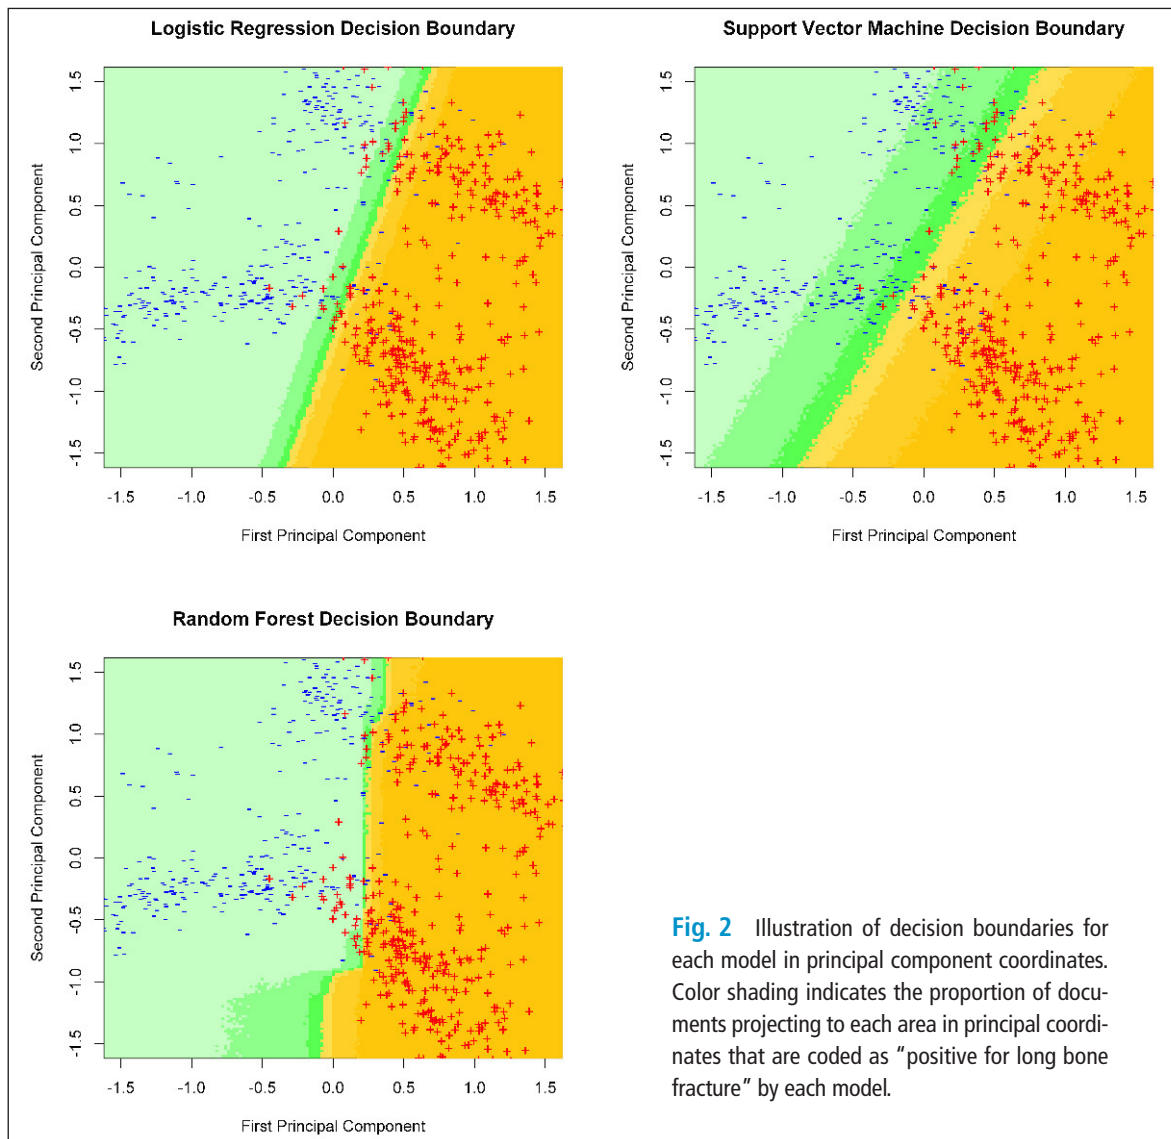 Logistic Regression Decision Boundary
Second Principal Component
1.5
1.0
0.5
0.0
-0.5
-1.0
-1.5
-1.5 -1.0 -0.5 0.0 0.5 1.0 1.5
First Principal Component
Support Vector Machine Decision Boundary
Second Principal Component
1.5
1.0
0.5
0.0
-0.5
-1.0
-1.5
-1.5 -1.0 -0.5 0.0 0.5 1.0 1.5
First Principal Component
Random Forest Decision Boundary
Second Principal Component
1.5
1.0
0.5
0.0
-0.5
-1.0
-1.5
-1.5 -1.0 -0.5 0.0 0.5 1.0 1.5
First Principal Component
Fig. 2 Illustration of decision boundaries for
each model in principal component coordinates.
Color shading indicates the proportion of docu-
ments projecting to each area in principal coordi-
nates that are coded as “positive for long bone
fracture” by each model.